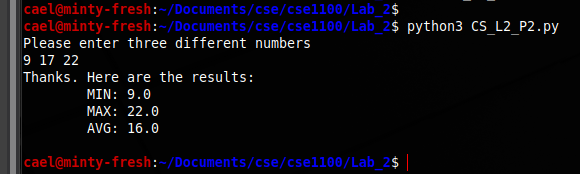 cael@minty-fresh:~/Documents/cse/cse1100/Lab_2$
cael@minty-fresh:~/Documents/cse/cse1100/Lab_2$ python3 CS_L2_P2.py
Please enter three different numbers
9 17 22
Thanks. Here are the results:
MIN: 9.0
MAX: 22.0
AVG: 16.0
cael@minty-fresh:~/Documents/cse/cse1100/Lab_2$